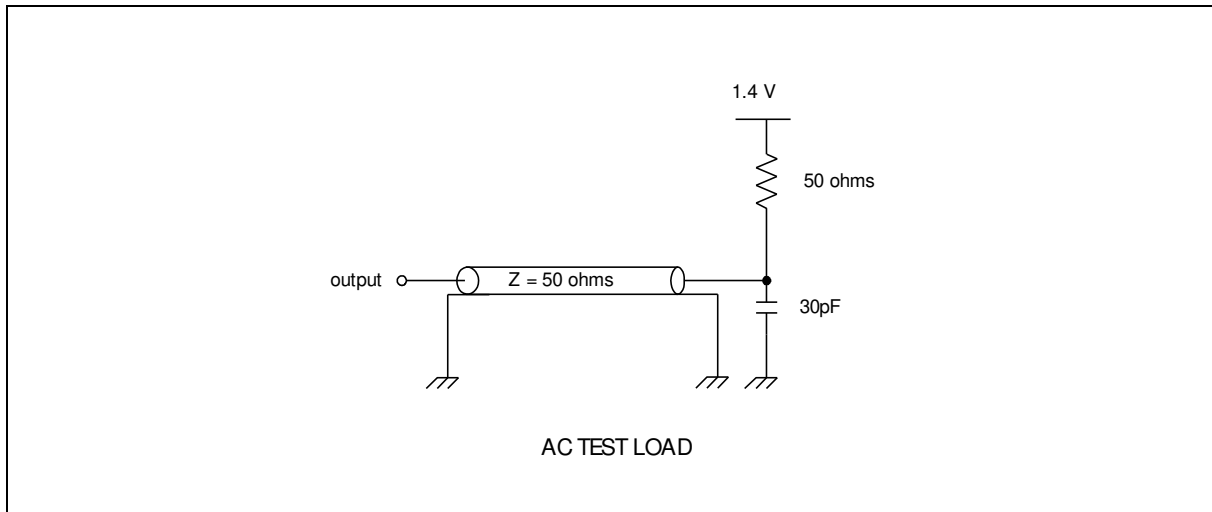 1.4 V
50 ohms
output
Z = 50 ohms
30pF
AC TEST LOAD